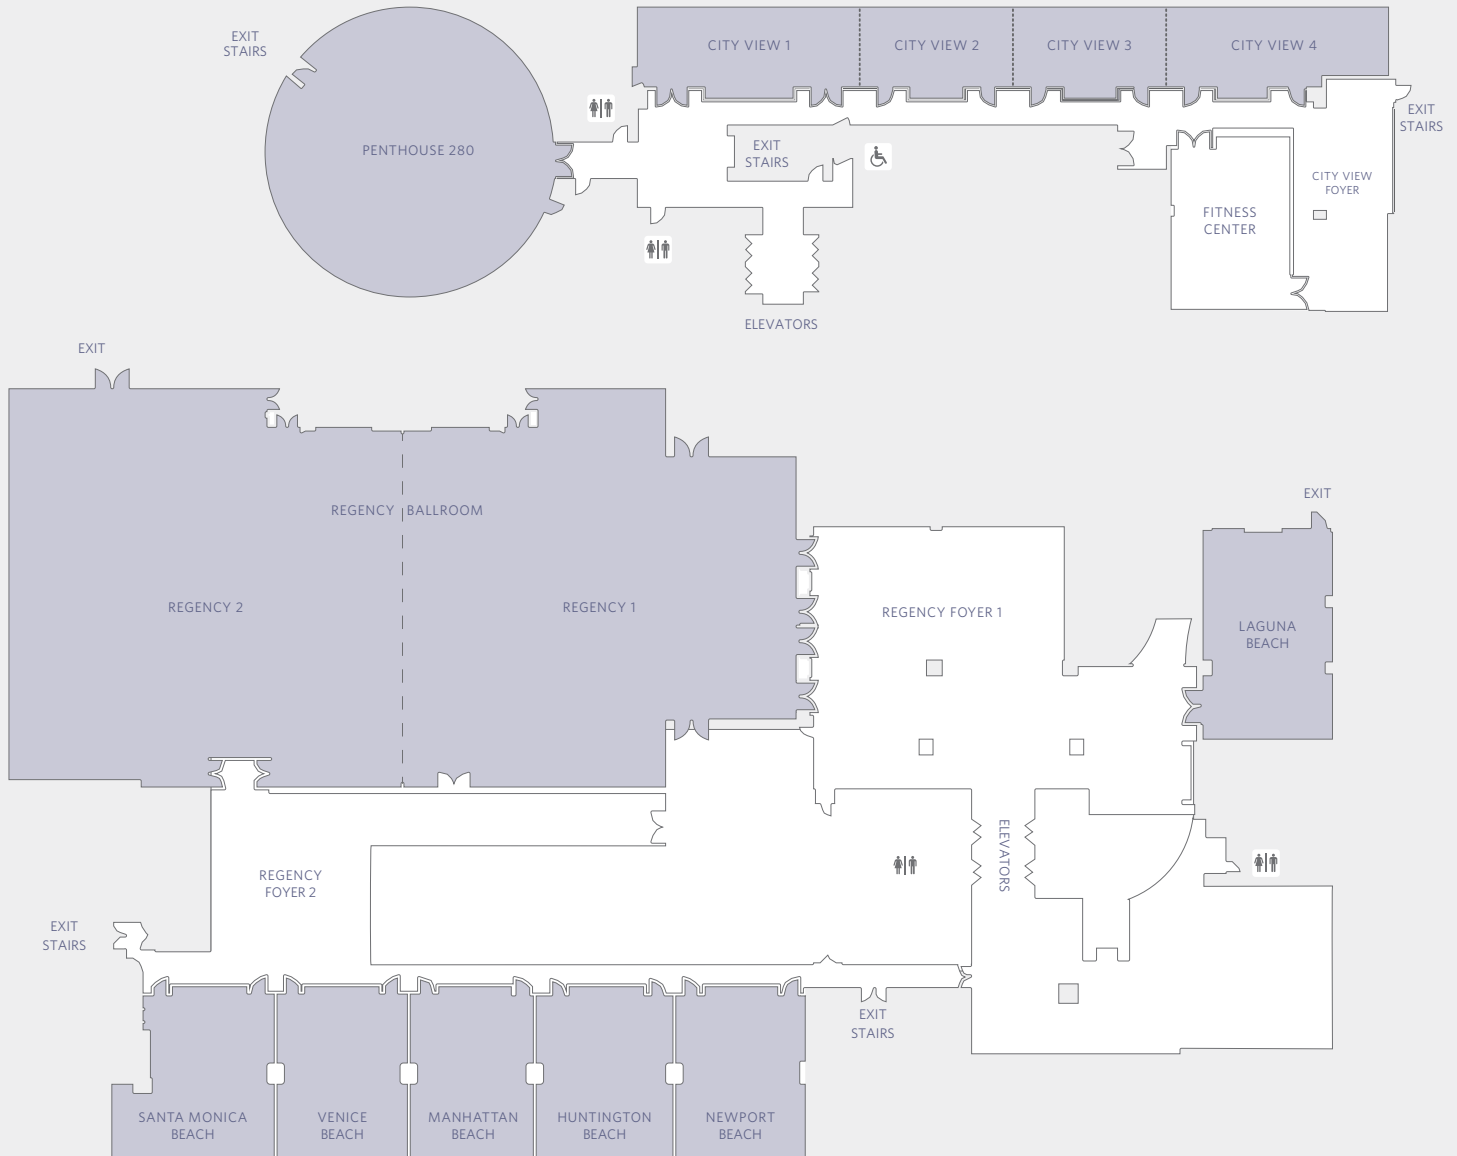 EXIT
STAIRS
CITY VIEW 1
CITY VIEW 2
CITY VIEW 3
CITY VIEW 4
EXIT
STAIRS
PENTHOUSE 280
EXIT
STAIRS
CITY VIEW
FOYER
FITNESS
CENTER
ELEVATORS
EXIT
REGENCY BALLROOM
EXIT
REGENCY 2
REGENCY 1
REGENCY FOYER 1
LAGUNA
BEACH
ELEVATORS
REGENCY
FOYER 2
EXIT
STAIRS
EXIT
STAIRS
SANTA MONICA
BEACH
VENICE
BEACH
MANHATTAN
BEACH
HUNTINGTON
BEACH
NEWPORT
BEACH